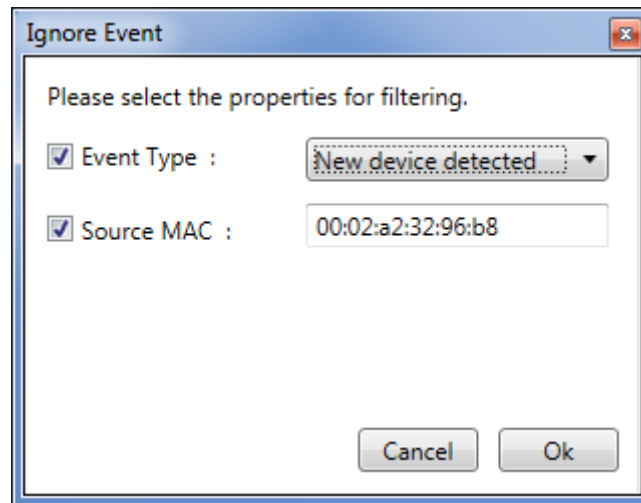 Ignore Event
Please select the properties for filtering.
Event Type :
New device detected
Source MAC :
00:02:a2:32:96:b8
Cancel
Ok